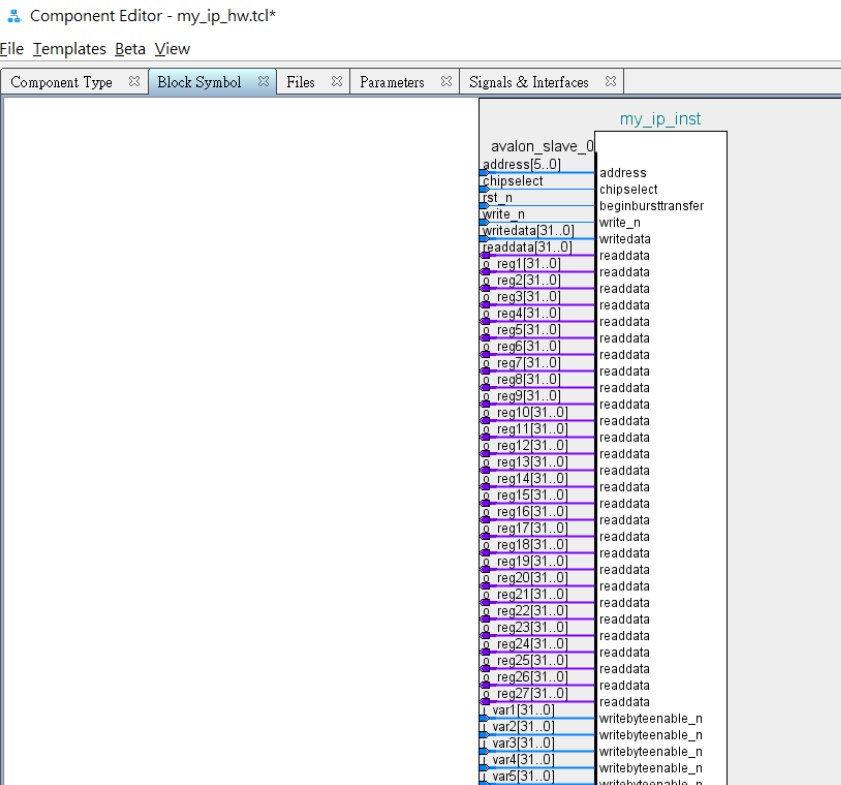 Component Editor - my_ip_hw.tcl*
File Templates Beta View
Component Type Block Symbol Files Parameters Signals & Interfaces
my_ip_inst
avalon_slave_0
address[5..0] address
chipselect chipselect
rst_n beginbursttransfer
write_n write_n
writedata[31..0] writedata
readdata[31..0] readdata
o_reg1[31..0] readdata
o_reg2[31..0] readdata
o_reg3[31..0] readdata
o_reg4[31..0] readdata
o_reg5[31..0] readdata
o_reg6[31..0] readdata
o_reg7[31..0] readdata
o_reg8[31..0] readdata
o_reg9[31..0] readdata
o_reg10[31..0] readdata
o_reg11[31..0] readdata
o_reg12[31..0] readdata
o_reg13[31..0] readdata
o_reg14[31..0] readdata
o_reg15[31..0] readdata
o_reg16[31..0] readdata
o_reg17[31..0] readdata
o_reg18[31..0] readdata
o_reg19[31..0] readdata
o_reg20[31..0] readdata
o_reg21[31..0] readdata
o_reg22[31..0] readdata
o_reg23[31..0] readdata
o_reg24[31..0] readdata
o_reg25[31..0] readdata
o_reg26[31..0] readdata
o_reg27[31..0] readdata
i_var1[31..0] writebyteenable_n
i_var2[31..0] writebyteenable_n
i_var3[31..0] writebyteenable_n
i_var4[31..0] writebyteenable_n
i_var5[31..0] writebyteenable_n